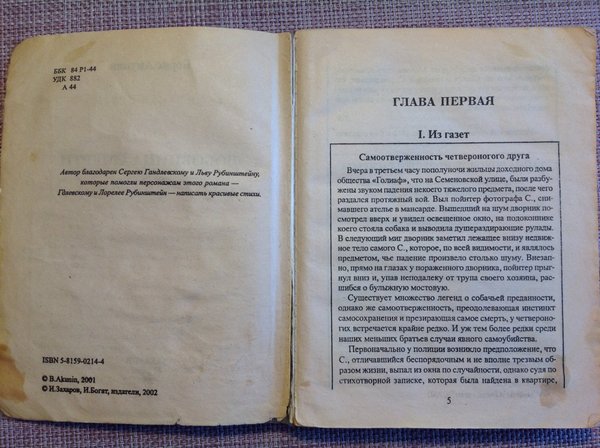 ББК 84 Р1-44
УДК 882
А 44
Автор благодарен Сергею Гандлевскому и Льву Рубинштейну,
которые помогли персонажам этого романа —
Гдлевскому и Лорелее Рубинштейн — написать красивые стихи.
ISBN 5-8159-0214-4
© B.Akunin, 2001
© И.Захаров, И.Богат, издатели, 2002
ГЛАВА ПЕРВАЯ
I. Из газет
Самоотверженность четвероногого друга
Вчера в третьем часу пополуночи жильцы доходного дома
общества «Голиаф», что на Семеновской улице, были разбу-
жены звуком падения некоего тяжелого предмета, после чего
раздался протяжный вой. Выл пойнтер фотографа С., сни-
мавшего ателье в мансарде. Вышедший на шум дворник по-
смотрел вверх и увидел освещенное окно, на подоконнике
коего стояла собака и выводила душераздирающие рулады.
В следующий миг дворник заметил лежащее внизу недвиж-
ное тело самого С., которое, по всей видимости, и являлось
предметом, чье падение произвело столько шуму. Внеза-
но, прямо на глазах у пораженного дворника, пойнтер прыг-
нул вниз и, упав неподалеку от трупа своего хозяина, рас-
шибся о булыжную мостовую.
Существует множество легенд о собачьей преданности,
однако же самоотверженность, преодолевающая инстинкт
самосохранения и презирающая самое смерть, у четвероно-
гих встречается крайне редко. И уж тем более редки среди
наших меньших братьев случаи явного самоубийства.
Первоначально у полиции возникло предположение, что
С., отличавшийся беспорядочным и не вполне трезвым об-
разом жизни, выпал из окна по случайности, однако судя по
стихотворной записке, которая была найдена в квартире,
5